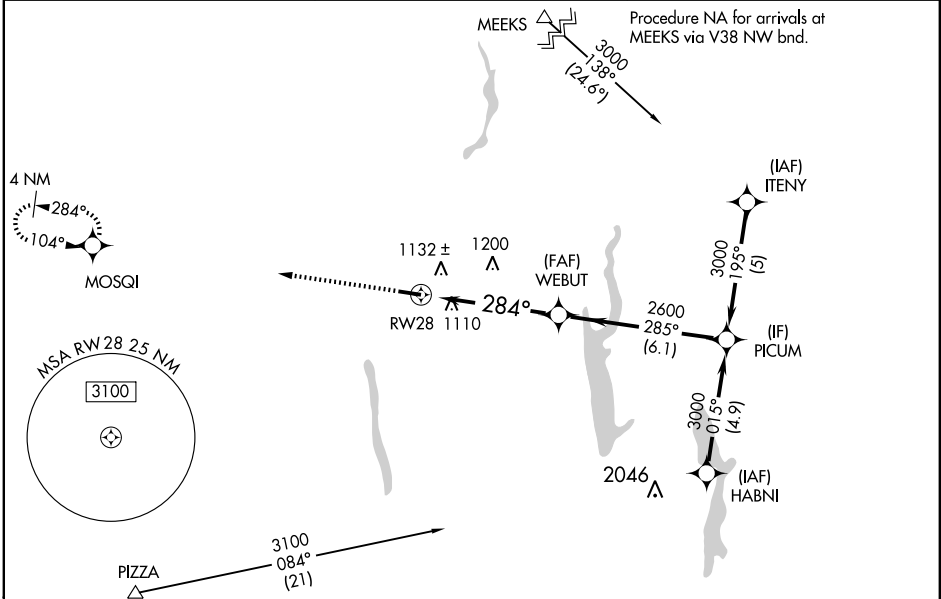 MEEKS
Procedure NA for arrivals at
MEEKS via V38 NW bnd.
3000
138°
(24.6°)
(IAF)
ITENY
4 NM
284°
104°
MOSQI
1132 ±
1200
(FAF)
WEBUT
3000
195°
(5)
RW28
1110
284°
2600
285°
(6.1)
(IF)
PICUM
MSA RW 28 25 NM
3100
3000
015°
(4.9)
2046
(IAF)
HABNI
3100
084°
(21)
PIZZA